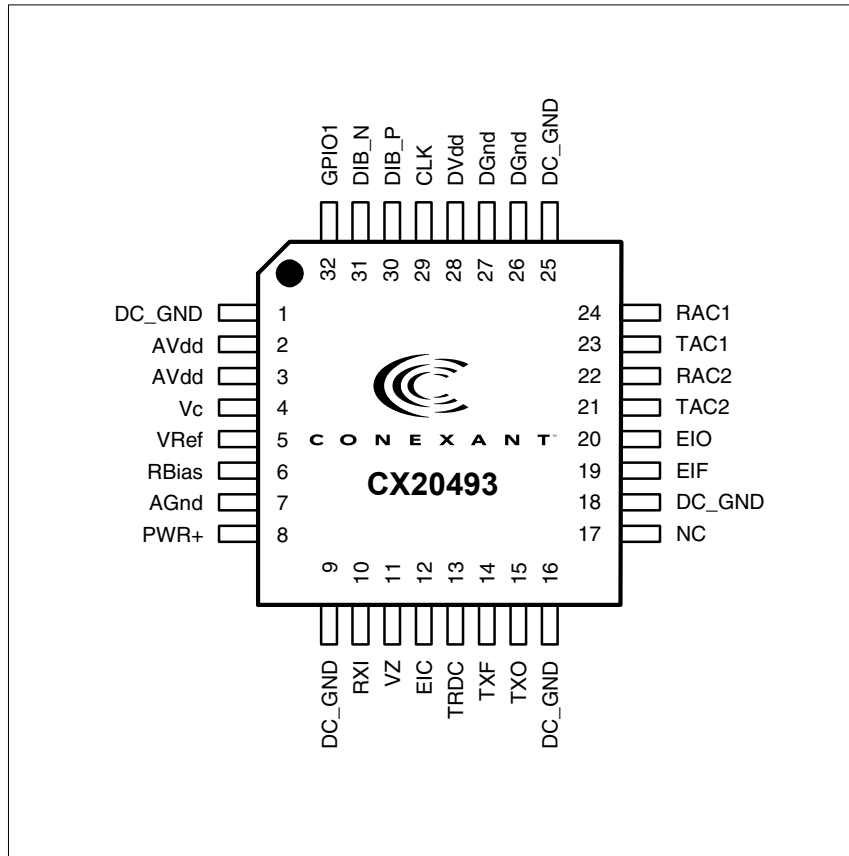 GPIO1
DIB_N
DIB_P
CLK
DVdd
DGnd
DGnd
DC_GND
32
31
30
29
28
27
26
25
DC_GND 1
AVdd 2
AVdd 3
Vc 4
VRef 5
RBias 6
AGnd 7
PWR+ 8
CONEXANT™
CX20493
24 RAC1
23 TAC1
22 RAC2
21 TAC2
20 EIO
19 EIF
18 DC_GND
17 NC
9
10
11
12
13
14
15
16
DC_GND
RXI
VZ
EIC
TRDC
TXF
TXO
DC_GND